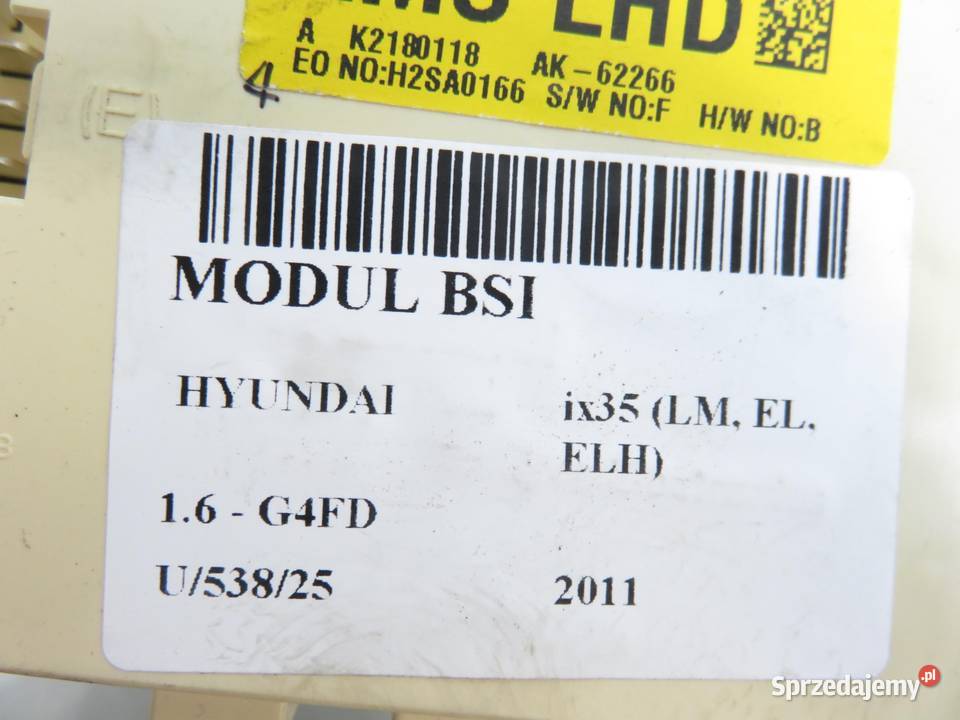 LHD
A K2180118 AK-62266
EO NO:H2SA0166 S/W NO:F H/W NO:B
4
E
MODUL BSI
HYUNDAI ix35 (LM, EL, ELH)
1.6 - G4FD
U/538/25 2011
Sprzedajemy.pl